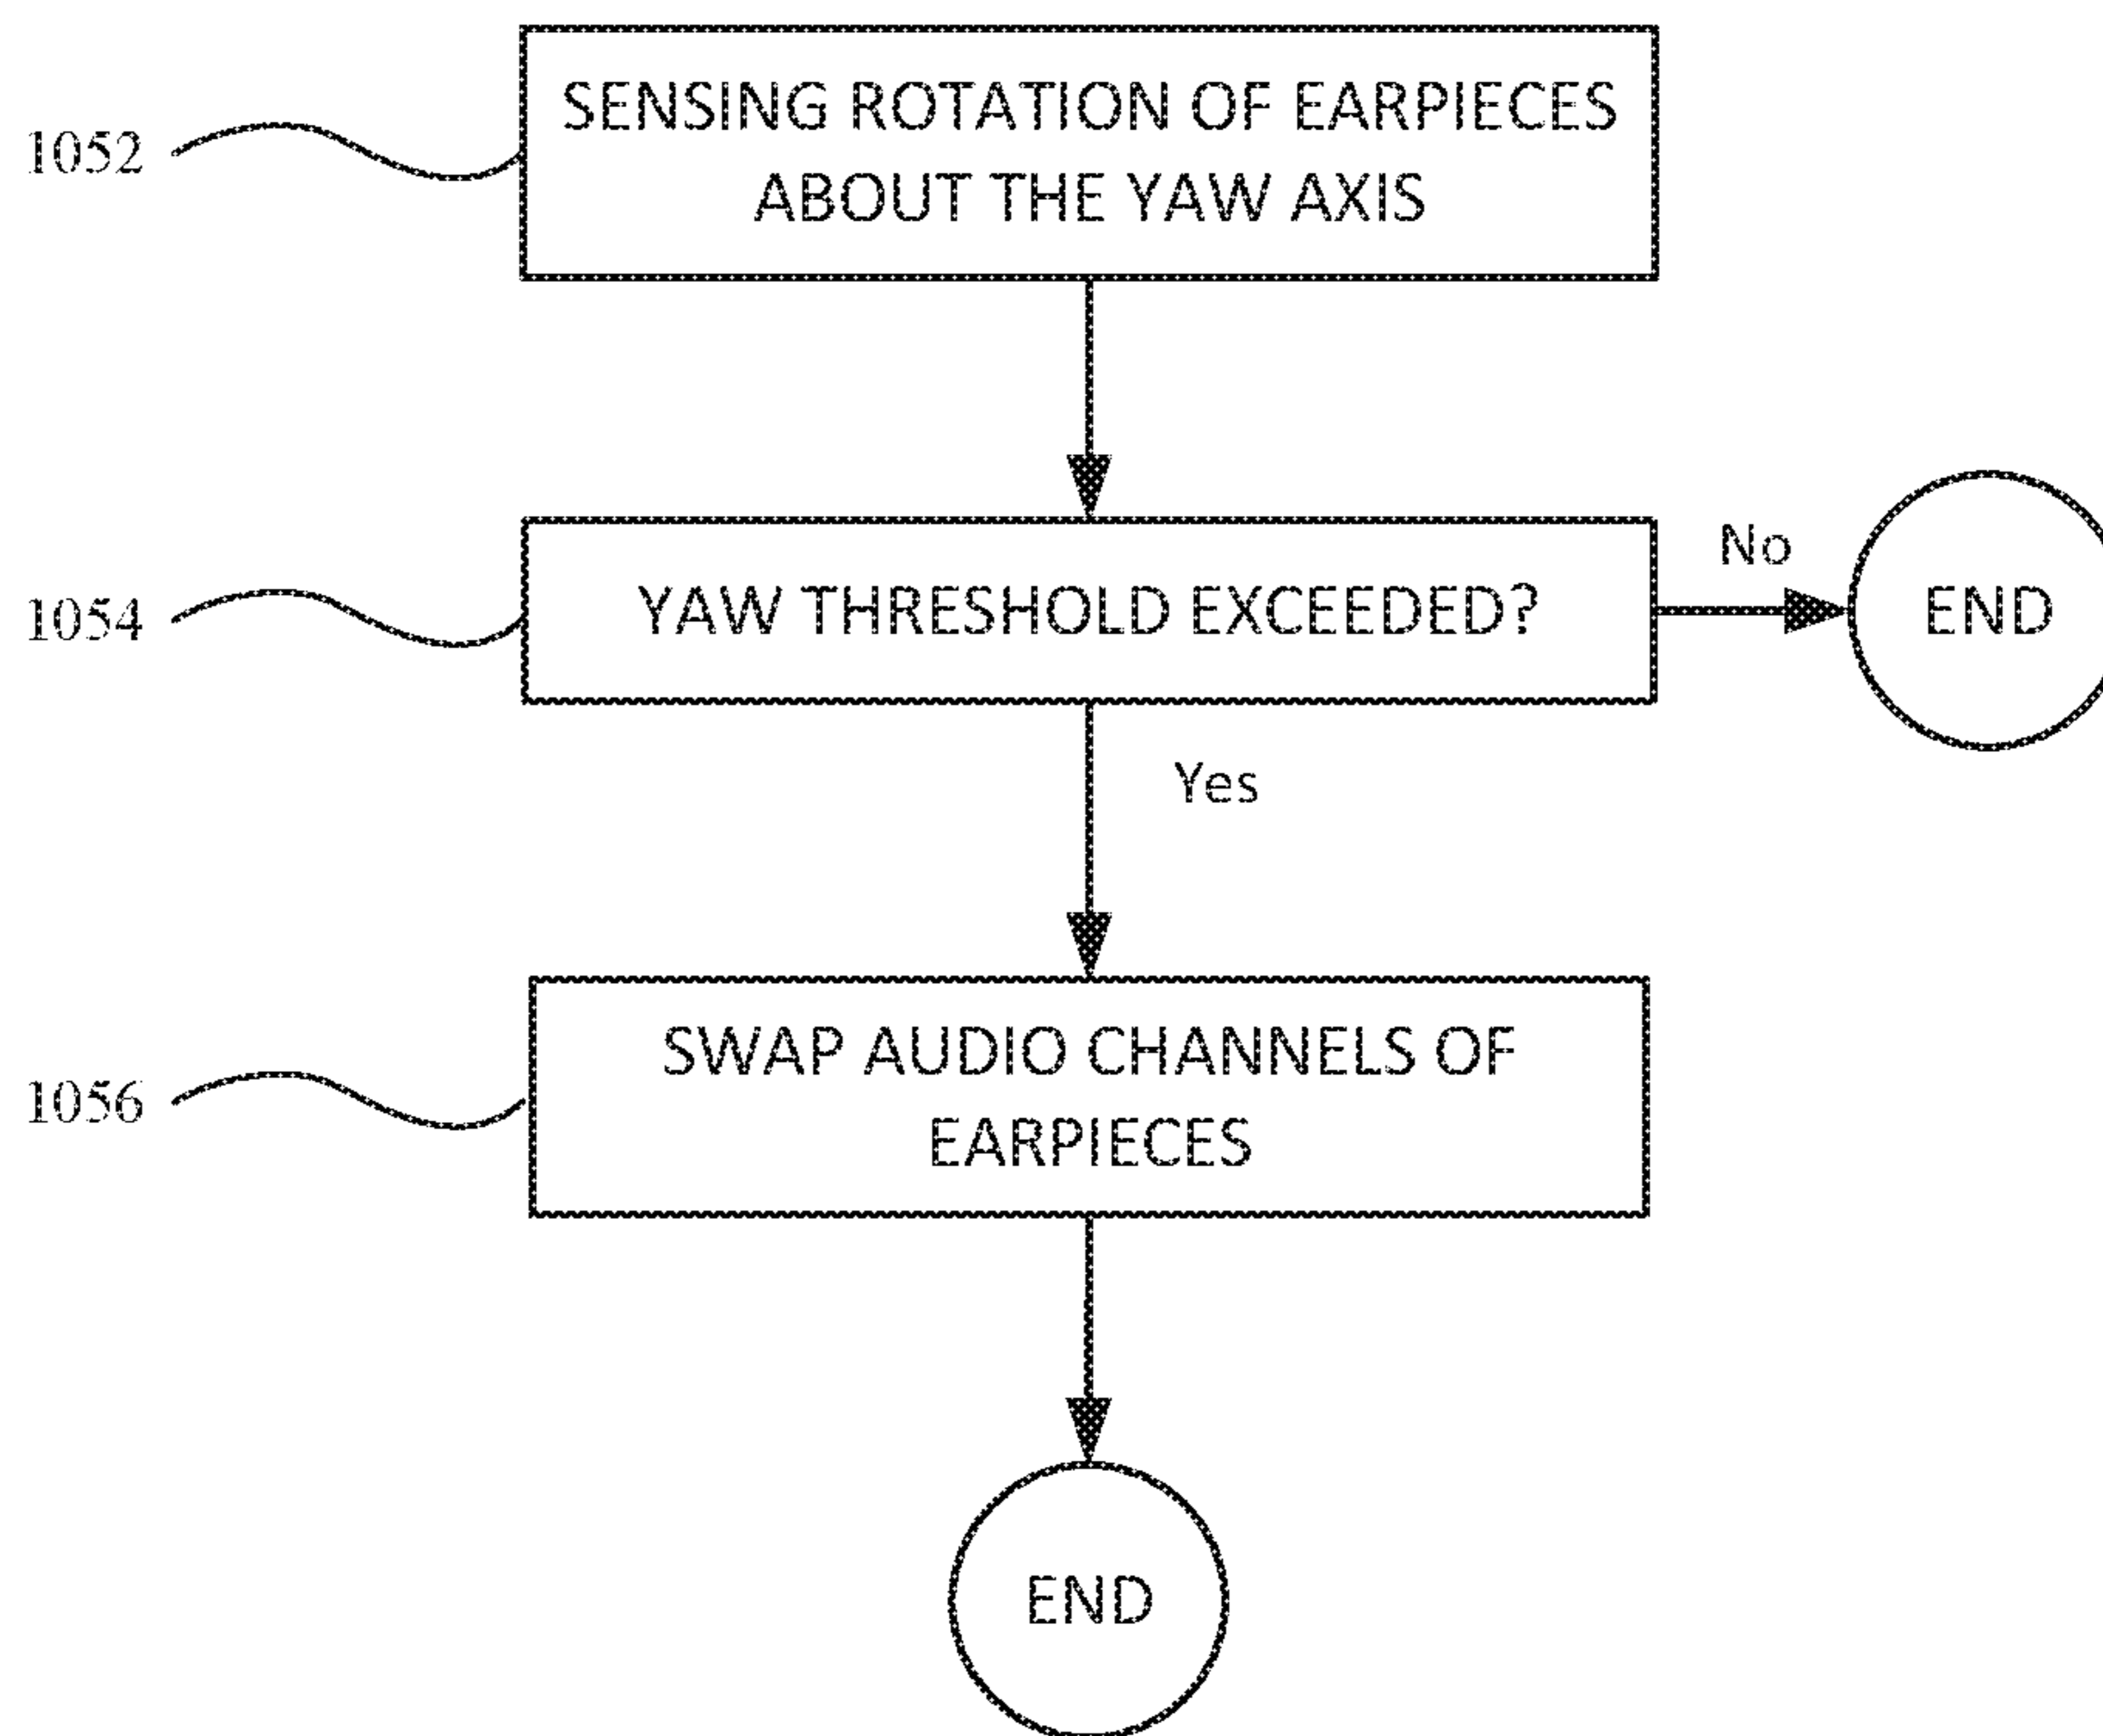 1052
SENSING ROTATION OF EARPIECES
ABOUT THE YAW AXIS
1054
YAW THRESHOLD EXCEEDED?
No
END
Yes
1056
SWAP AUDIO CHANNELS OF
EARPIECES
END